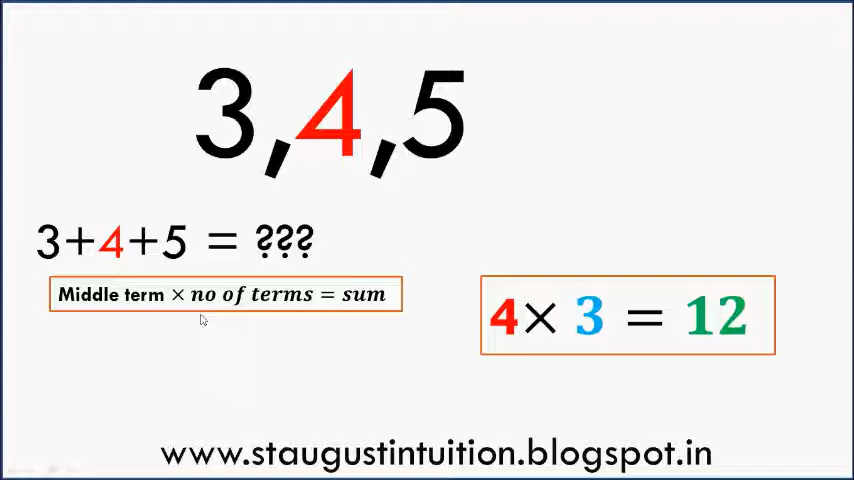 3,4,5
3+4+5 = ???
Middle term × no of terms = sum
4× 3 = 12
www.staugustintuition.blogspot.in